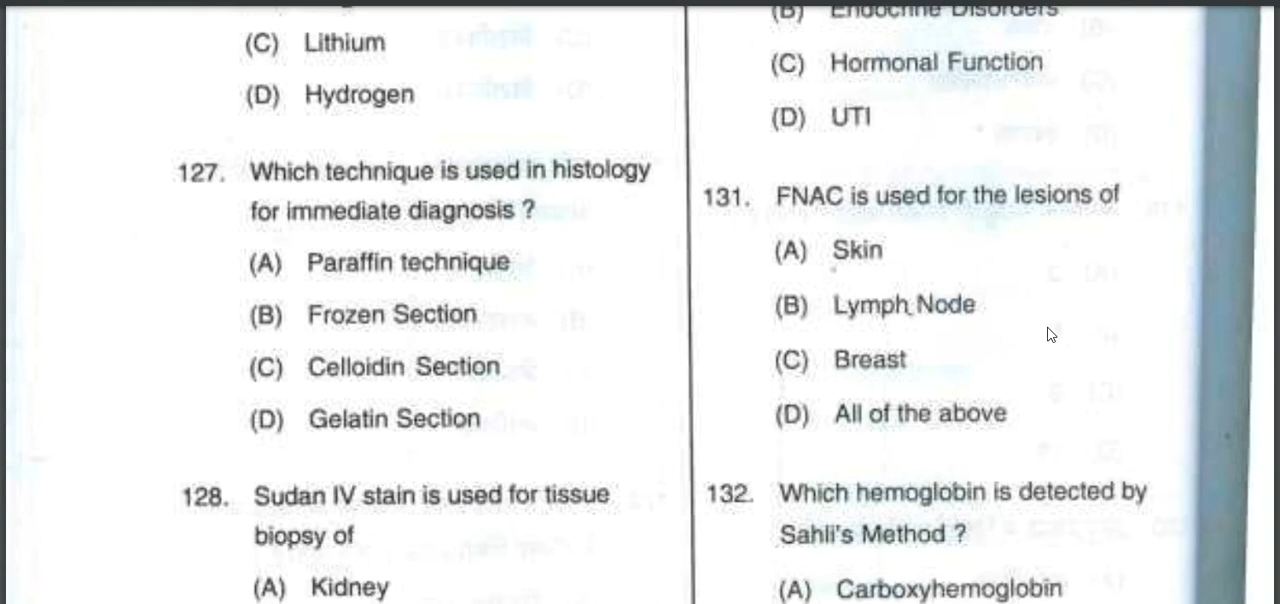 (C) Lithium
(D) Hydrogen
127. Which technique is used in histology
for immediate diagnosis ?
(A) Paraffin technique
(B) Frozen Section
(C) Celloidin Section
(D) Gelatin Section
128. Sudan IV stain is used for tissue
biopsy of
(A) Kidney
(B) Endocrine Disorders
(C) Hormonal Function
(D) UTI
131. FNAC is used for the lesions of
(A) Skin
(B) Lymph Node
(C) Breast
(D) All of the above
132. Which hemoglobin is detected by
Sahli's Method ?
(A) Carboxyhemoglobin